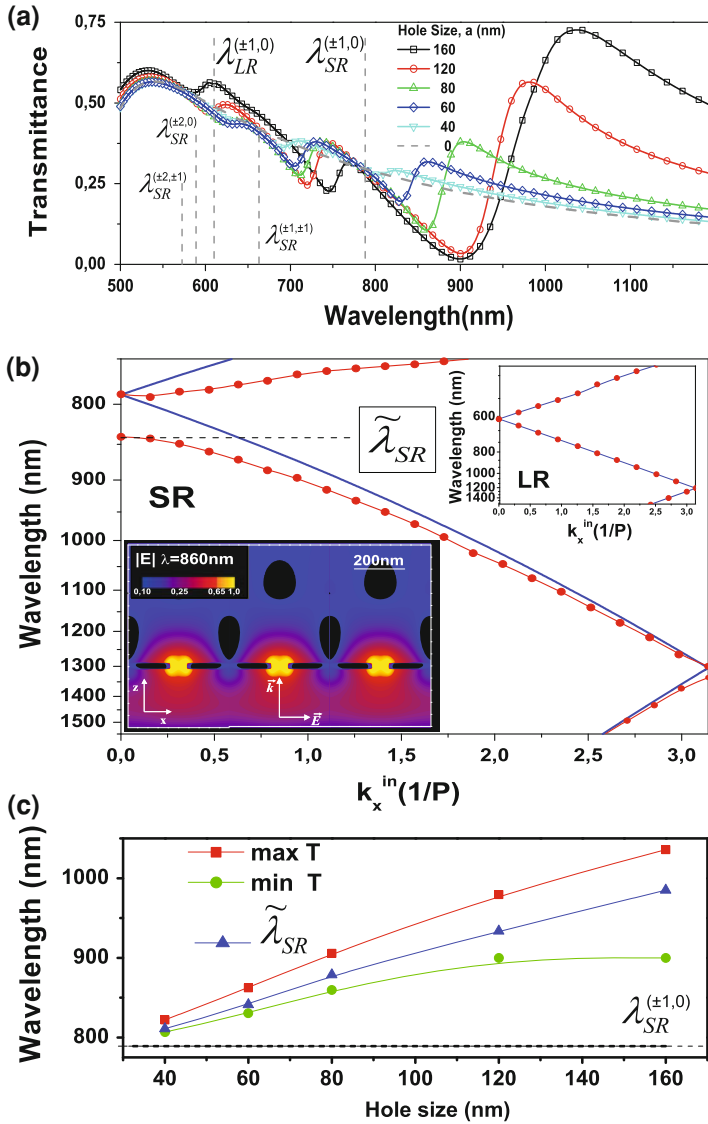 (a)
0,75
0,50
0,25
0,00
Transmittance
500 600 700 800 900 1000 1100
Wavelength(nm)
λ_LR^(±1,0)
λ_SR^(±1,0)
λ_SR^(±2,0)
λ_SR^(±2,±1)
λ_SR^(±1,±1)
Hole Size, a (nm)
160
120
80
60
40
0
(b)
800
900
1000
1100
1200
1300
1400
1500
Wavelength (nm)
0,0 0,5 1,0 1,5 2,0 2,5 3,0
k_x^in(1/P)
SR
λ̃_SR
600
800
1000
1200
1400
Wavelength (nm)
LR
0,0 0,5 1,0 1,5 2,0 2,5 3,0
k_x^in(1/P)
|E| λ=860nm
0,10 0,25 0,65 1,0
200nm
z
x
k⃗
E⃗
(c)
1000
900
800
Wavelength (nm)
max T
min T
λ̃_SR
λ_SR^(±1,0)
40 60 80 100 120 140 160
Hole size (nm)